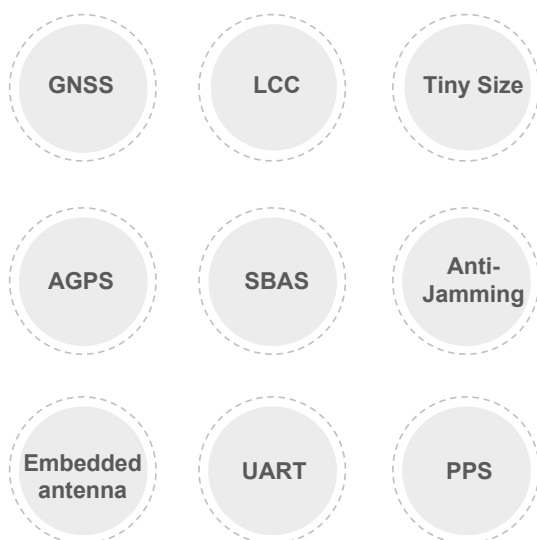 GNSS
LCC
Tiny Size
AGPS
SBAS
Anti-
Jamming
Embedded
antenna
UART
PPS